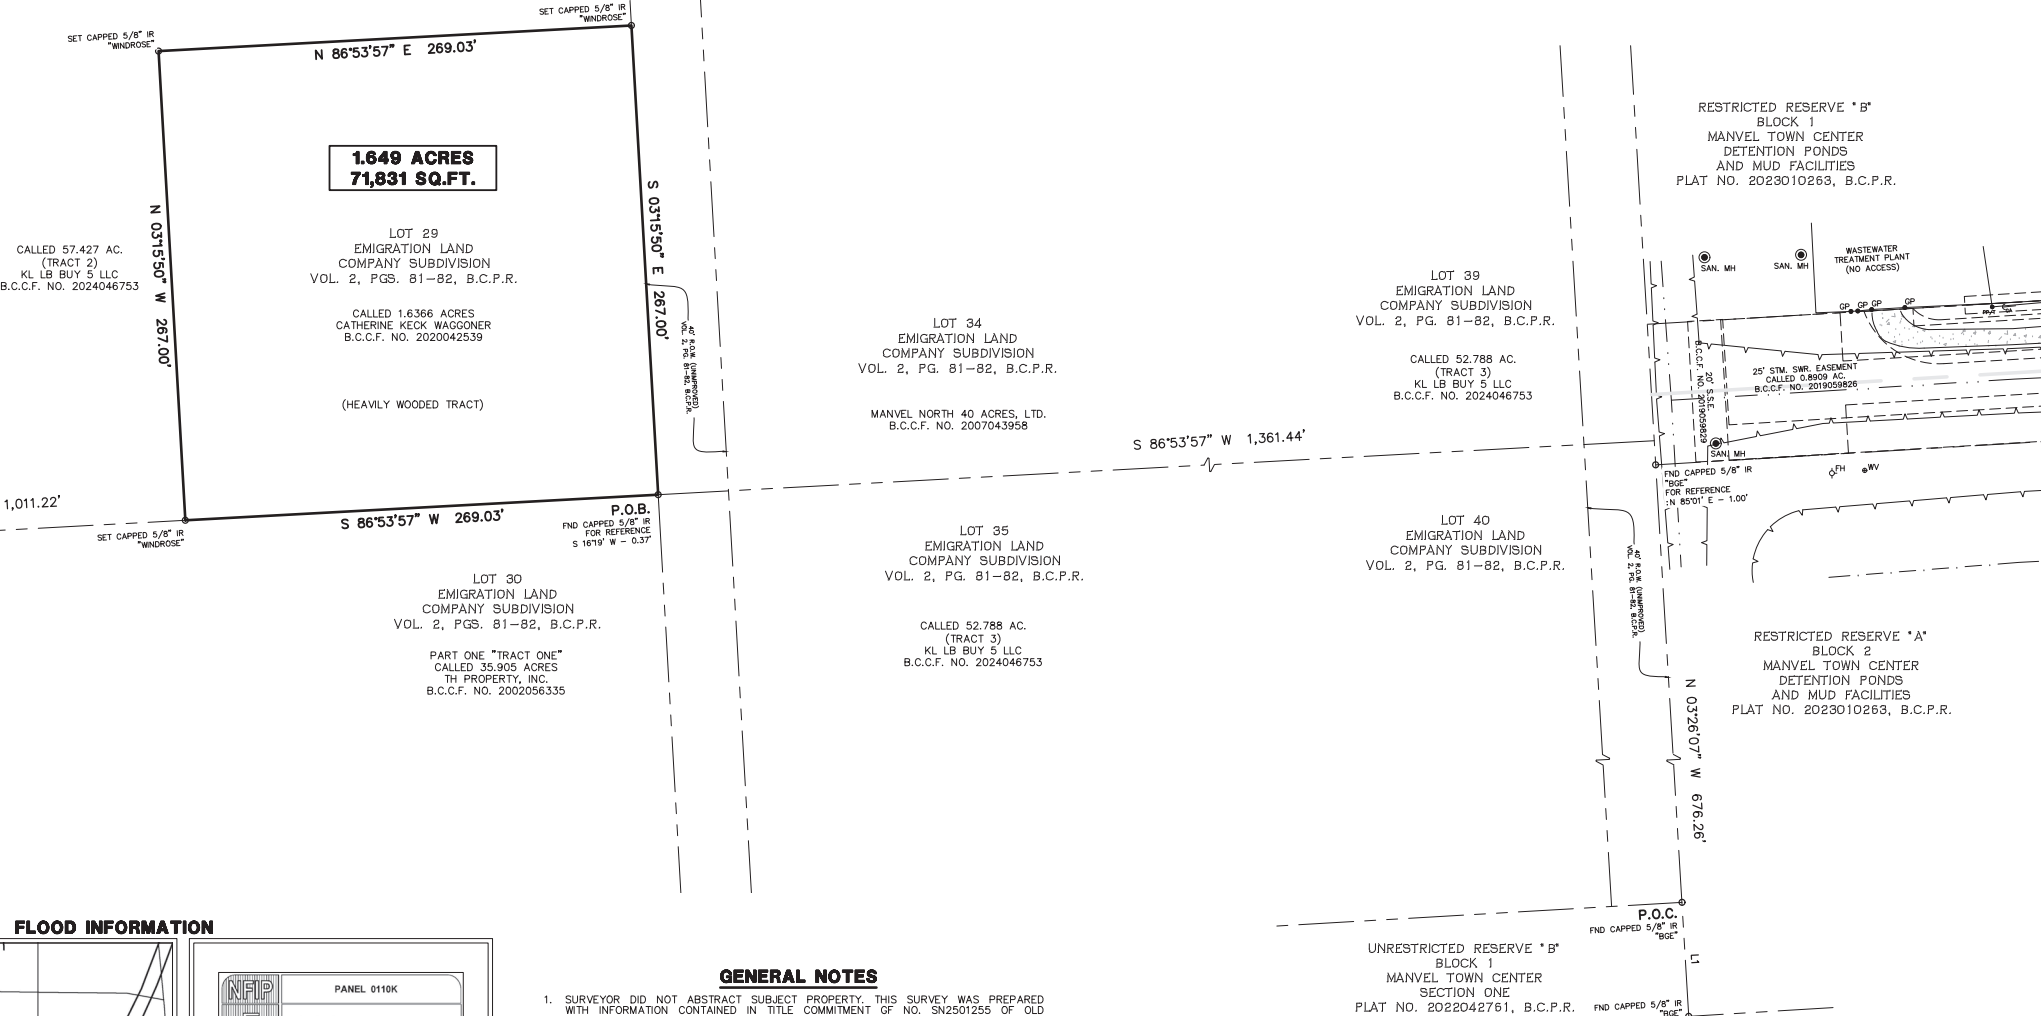 SET CAPPED 5/8" IR
"WINDROSE"
SET CAPPED 5/8" IR
"WINDROSE"
N 86°53'57" E 269.03'
1.649 ACRES
71,831 SQ.FT.
N 03°15'50" W 267.00'
S 03°15'50" E 267.00'
CALLED 57.427 AC.
(TRACT 2)
KL LB BUY 5 LLC
B.C.C.F. NO. 2024046753
LOT 29
EMIGRATION LAND
COMPANY SUBDIVISION
VOL. 2, PGS. 81-82, B.C.P.R.
CALLED 1.6366 ACRES
CATHERINE KECK WAGGONER
B.C.C.F. NO. 2020042539
(HEAVILY WOODED TRACT)
40' R.O.W. (UNIMPROVED)
VOL. 2, PG. 81-82, B.C.P.R.
1,011.22'
SET CAPPED 5/8" IR
"WINDROSE"
S 86°53'57" W 269.03'
P.O.B.
FND CAPPED 5/8" IR
FOR REFERENCE
S 16°19' W - 0.37'
LOT 30
EMIGRATION LAND
COMPANY SUBDIVISION
VOL. 2, PGS. 81-82, B.C.P.R.
PART ONE "TRACT ONE"
CALLED 35.905 ACRES
TH PROPERTY, INC.
B.C.C.F. NO. 2002056335
LOT 34
EMIGRATION LAND
COMPANY SUBDIVISION
VOL. 2, PG. 81-82, B.C.P.R.
MANVEL NORTH 40 ACRES, LTD.
B.C.C.F. NO. 2007043958
S 86°53'57" W 1,361.44'
LOT 35
EMIGRATION LAND
COMPANY SUBDIVISION
VOL. 2, PG. 81-82, B.C.P.R.
CALLED 52.788 AC.
(TRACT 3)
KL LB BUY 5 LLC
B.C.C.F. NO. 2024046753
LOT 39
EMIGRATION LAND
COMPANY SUBDIVISION
VOL. 2, PG. 81-82, B.C.P.R.
CALLED 52.788 AC.
(TRACT 3)
KL LB BUY 5 LLC
B.C.C.F. NO. 2024046753
LOT 40
EMIGRATION LAND
COMPANY SUBDIVISION
VOL. 2, PG. 81-82, B.C.P.R.
40' R.O.W. (UNIMPROVED)
VOL. 2, PG. 81-82, B.C.P.R.
RESTRICTED RESERVE "B"
BLOCK 1
MANVEL TOWN CENTER
DETENTION PONDS
AND MUD FACILITIES
PLAT NO. 2023010263, B.C.P.R.
SAN. MH
SAN. MH
WASTEWATER
TREATMENT PLANT
(NO ACCESS)
GP
GP
GP
GP
20' S.S.E.
B.C.C.F. NO. 2019059829
25' STM. SWR. EASEMENT
CALLED 0.8909 AC.
B.C.C.F. NO. 2019059826
SAN. MH
FND CAPPED 5/8" IR
"BGE"
FOR REFERENCE
:N 85°01' E - 1.00'
FH
WV
RESTRICTED RESERVE "A"
BLOCK 2
MANVEL TOWN CENTER
DETENTION PONDS
AND MUD FACILITIES
PLAT NO. 2023010263, B.C.P.R.
N 03°26'07" W 676.26'
P.O.C.
FND CAPPED 5/8" IR
"BGE"
L1
UNRESTRICTED RESERVE "B"
BLOCK 1
MANVEL TOWN CENTER
SECTION ONE
PLAT NO. 2022042761, B.C.P.R.
FND CAPPED 5/8" IR
"BGE"
FLOOD INFORMATION
NFIP
PANEL 0110K
GENERAL NOTES
1. SURVEYOR DID NOT ABSTRACT SUBJECT PROPERTY. THIS SURVEY WAS PREPARED
WITH INFORMATION CONTAINED IN TITLE COMMITMENT GF NO. SN2501255 OF OLD